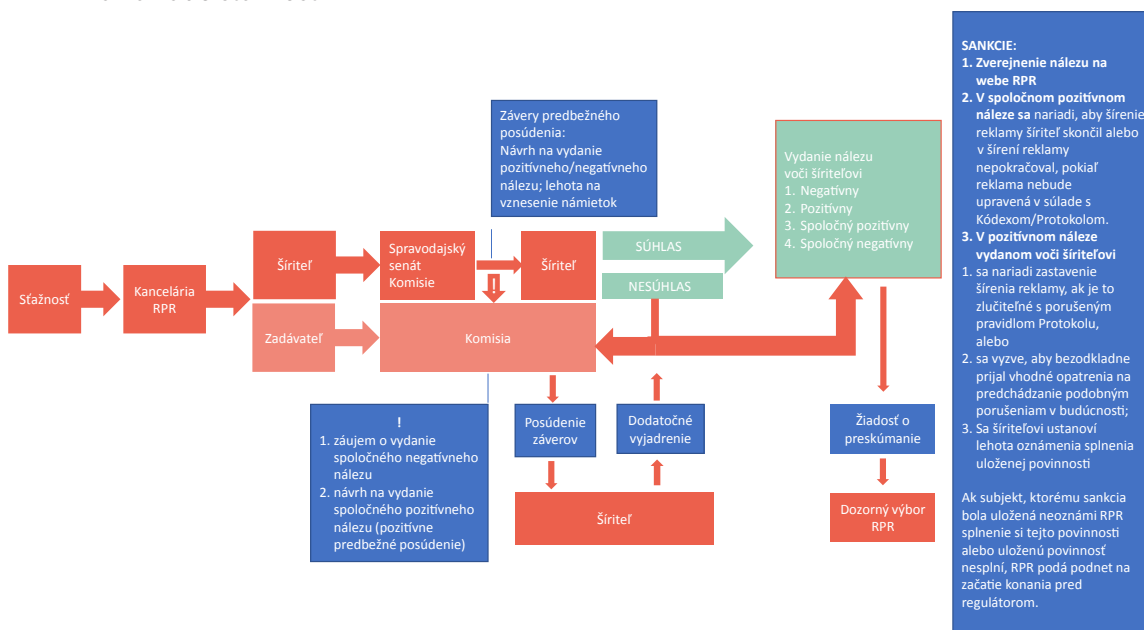 Sťažnosť
Kancelária
RPR
Šíriteľ
Zadávateľ
Spravodajský
senát
Komisie
Závery predbežného
posúdenia:
Návrh na vydanie
pozitívneho/negatívneho
nálezu; lehota na
vznesenie námietok
!
Šíriteľ
Komisia
SÚHLAS
NESÚHLAS
Vydanie nálezu
voči šíriteľovi
1. Negatívny
2. Pozitívny
3. Spoločný pozitívny
4. Spoločný negatívny
!
1. záujem o vydanie
spoločného negatívneho
nálezu
2. návrh na vydanie
spoločného pozitívneho
nálezu (pozitívne
predbežné posúdenie)
Posúdenie
záverov
Dodatočné
vyjadrenie
Šíriteľ
Žiadosť o
preskúmanie
Dozorný výbor
RPR
SANKCIE:
1. Zverejnenie nálezu na
webe RPR
2. V spoločnom pozitívnom
náleze sa nariadi, aby šírenie
reklamy šíriteľ skončil alebo
v šírení reklamy
nepokračoval, pokiaľ
reklama nebude
upravená v súlade s
Kódexom/Protokolom.
3. V pozitívnom náleze
vydanom voči šíriteľovi
1. sa nariadi zastavenie
šírenia reklamy, ak je to
zlučiteľné s porušeným
pravidlom Protokolu,
alebo
2. sa vyzve, aby bezodkladne
prijal vhodné opatrenia na
predchádzanie podobným
porušeniam v budúcnosti;
3. Sa šíriteľovi ustanoví
lehota oznámenia splnenia
uloženej povinnosti
Ak subjekt, ktorému sankcia
bola uložená neoznámi RPR
splnenie si tejto povinnosti
alebo uloženú povinnosť
nesplní, RPR podá podnet na
začatie konania pred
regulátorom.